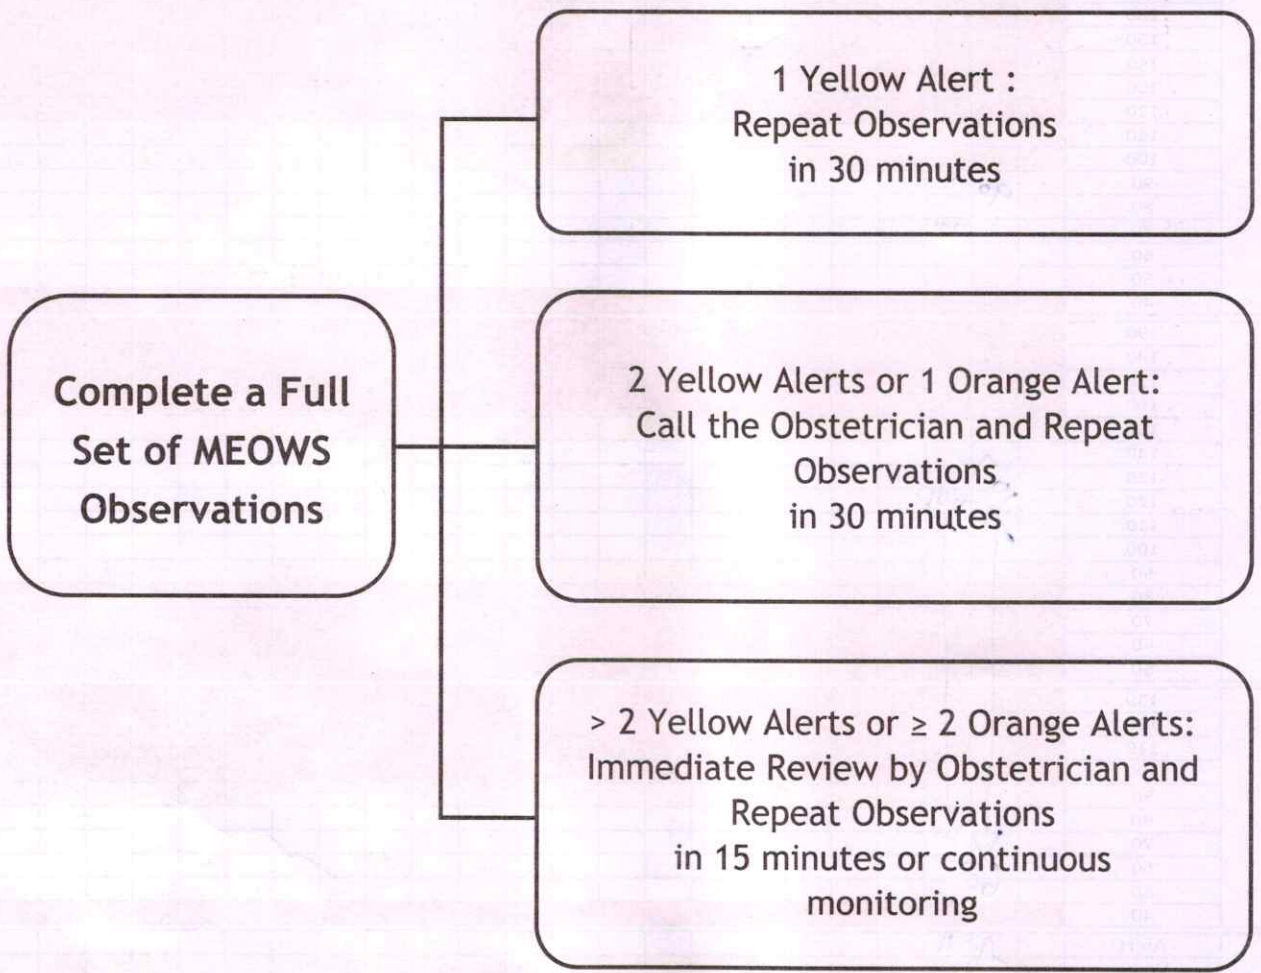 Complete a Full
Set of MEOWS
Observations
1 Yellow Alert :
Repeat Observations
in 30 minutes
2 Yellow Alerts or 1 Orange Alert:
Call the Obstetrician and Repeat
Observations
in 30 minutes
> 2 Yellow Alerts or ≥ 2 Orange Alerts:
Immediate Review by Obstetrician and
Repeat Observations
in 15 minutes or continuous
monitoring